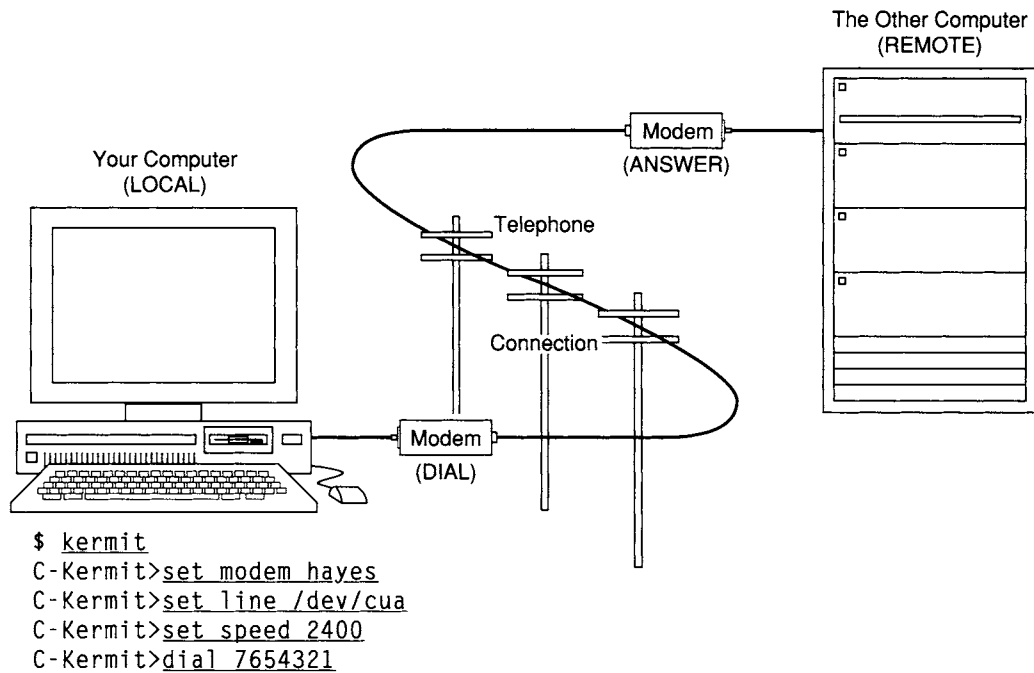 The Other Computer
(REMOTE)
Modem
(ANSWER)
Your Computer
(LOCAL)
Telephone
Connection
Modem
(DIAL)
$ kermit
C-Kermit>set modem hayes
C-Kermit>set line /dev/cua
C-Kermit>set speed 2400
C-Kermit>dial 7654321